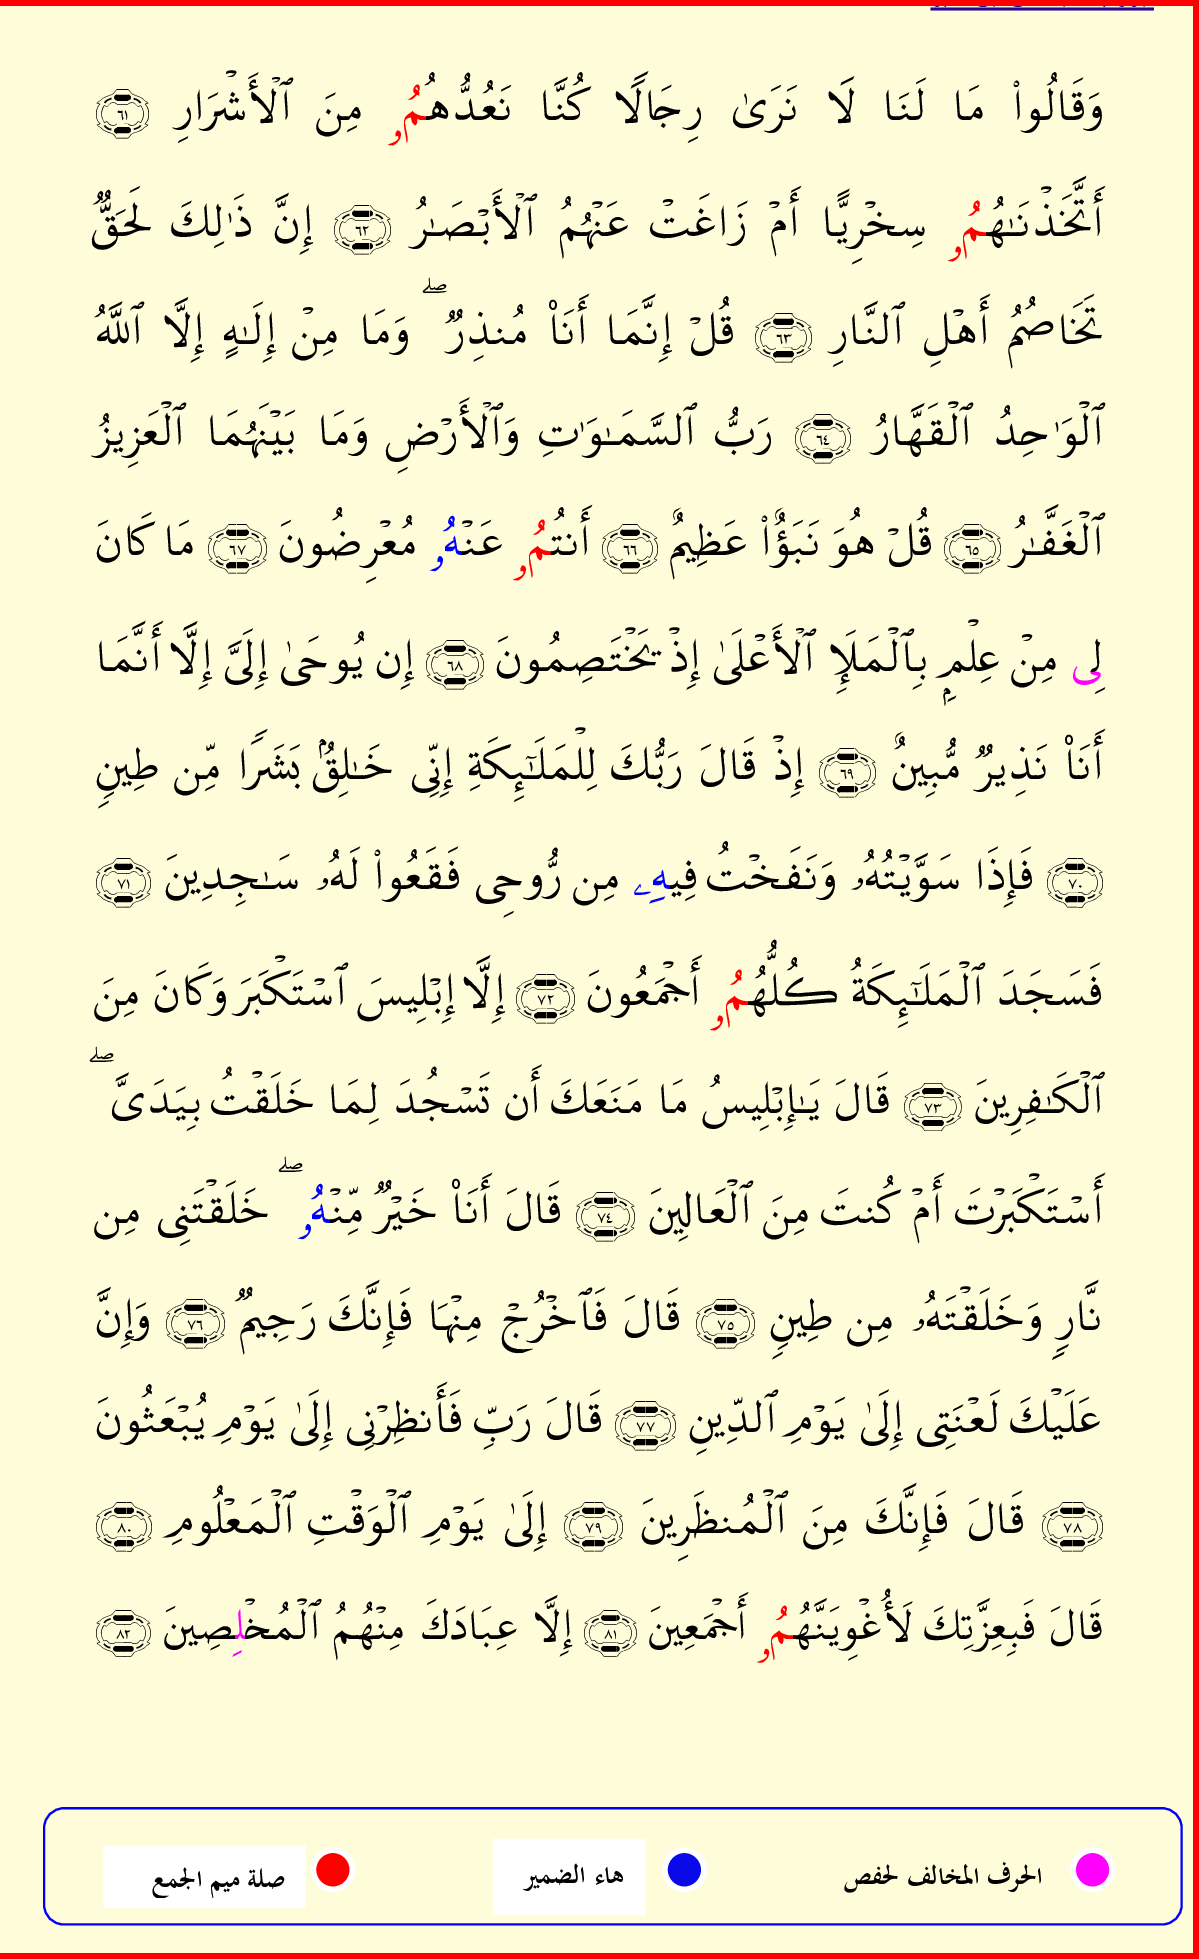 وَقَالُوا۟ مَا لَنَا لَا نَرَىٰ رِجَالًا كُنَّا نَعُدُّهُمُۥ مِنَ ٱلْأَشْرَارِ ٦١
أَتَّخَذْنَـٰهُمُۥ سِخْرِيًّا أَمْ زَاغَتْ عَنْهُمُ ٱلْأَبْصَـٰرُ ٦٢ إِنَّ ذَٰلِكَ لَحَقٌّ
تَخَاصُمُ أَهْلِ ٱلنَّارِ ٦٣ قُلْ إِنَّمَا أَنَا۠ مُنذِرٌ ۖ وَمَا مِنْ إِلَـٰهٍ إِلَّا ٱللَّهُ
ٱلْوَٰحِدُ ٱلْقَهَّارُ ٦٤ رَبُّ ٱلسَّمَـٰوَٰتِ وَٱلْأَرْضِ وَمَا بَيْنَهُمَا ٱلْعَزِيزُ
ٱلْغَفَّـٰرُ ٦٥ قُلْ هُوَ نَبَؤٌا۟ عَظِيمٌ ٦٦ أَنتُمُۥ عَنْهُۥ مُعْرِضُونَ ٦٧ مَا كَانَ
لِى مِنْ عِلْمٍۭ بِٱلْمَلَإِ ٱلْأَعْلَىٰ إِذْ يَخْتَصِمُونَ ٦٨ إِن يُوحَىٰ إِلَىَّ إِلَّا أَنَّمَا
أَنَا۠ نَذِيرٌ مُّبِينٌ ٦٩ إِذْ قَالَ رَبُّكَ لِلْمَلَـٰٓئِكَةِ إِنِّى خَـٰلِقٌۢ بَشَرًا مِّن طِينٍ
٧٠ فَإِذَا سَوَّيْتُهُۥ وَنَفَخْتُ فِيهِۦ مِن رُّوحِى فَقَعُوا۟ لَهُۥ سَـٰجِدِينَ ٧١
فَسَجَدَ ٱلْمَلَـٰٓئِكَةُ كُلُّهُمُۥ أَجْمَعُونَ ٧٢ إِلَّا إِبْلِيسَ ٱسْتَكْبَرَ وَكَانَ مِنَ
ٱلْكَـٰفِرِينَ ٧٣ قَالَ يَـٰإِبْلِيسُ مَا مَنَعَكَ أَن تَسْجُدَ لِمَا خَلَقْتُ بِيَدَىَّ ۖ
أَسْتَكْبَرْتَ أَمْ كُنتَ مِنَ ٱلْعَالِينَ ٧٤ قَالَ أَنَا۠ خَيْرٌ مِّنْهُۥ ۖ خَلَقْتَنِى مِن
نَّارٍ وَخَلَقْتَهُۥ مِن طِينٍ ٧٥ قَالَ فَٱخْرُجْ مِنْهَا فَإِنَّكَ رَجِيمٌ ٧٦ وَإِنَّ
عَلَيْكَ لَعْنَتِى إِلَىٰ يَوْمِ ٱلدِّينِ ٧٧ قَالَ رَبِّ فَأَنظِرْنِى إِلَىٰ يَوْمِ يُبْعَثُونَ
٧٨ قَالَ فَإِنَّكَ مِنَ ٱلْمُنظَرِينَ ٧٩ إِلَىٰ يَوْمِ ٱلْوَقْتِ ٱلْمَعْلُومِ ٨٠
قَالَ فَبِعِزَّتِكَ لَأُغْوِيَنَّهُمُۥ أَجْمَعِينَ ٨١ إِلَّا عِبَادَكَ مِنْهُمُ ٱلْمُخْلِصِينَ ٨٢
الحرف المخالف لحفص هاء الضمير صلة ميم الجمع